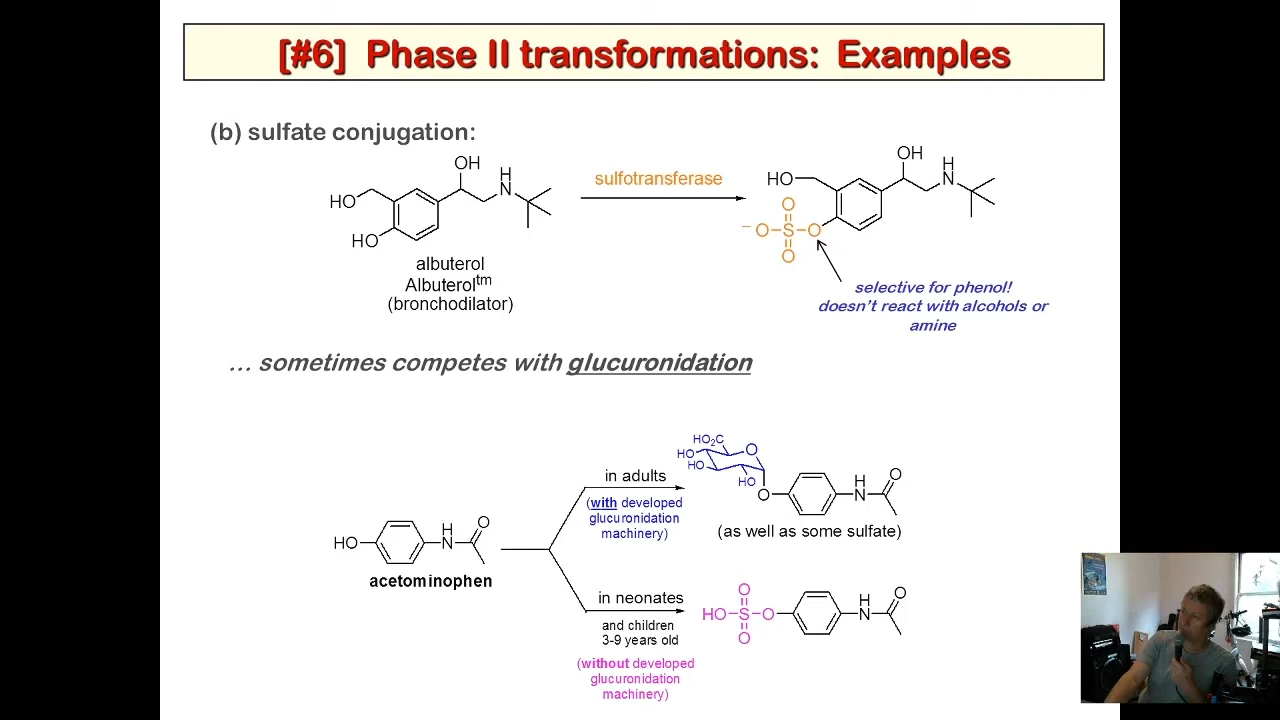 [#6] Phase II transformations: Examples
(b) sulfate conjugation:
OH
H
N
HO
HO
albuterol
Albuterol™
(bronchodilator)
sulfotransferase
OH
H
N
HO
O
⁻O-S-O
O
selective for phenol!
doesn't react with alcohols or
amine
... sometimes competes with glucuronidation
HO
H
N
O
acetominophen
in adults
(with developed
glucuronidation
machinery)
HO₂C
HO
HO
O
HO
O
H
N
O
(as well as some sulfate)
in neonates
and children
3-9 years old
(without developed
glucuronidation
machinery)
O
HO-S-O
O
H
N
O